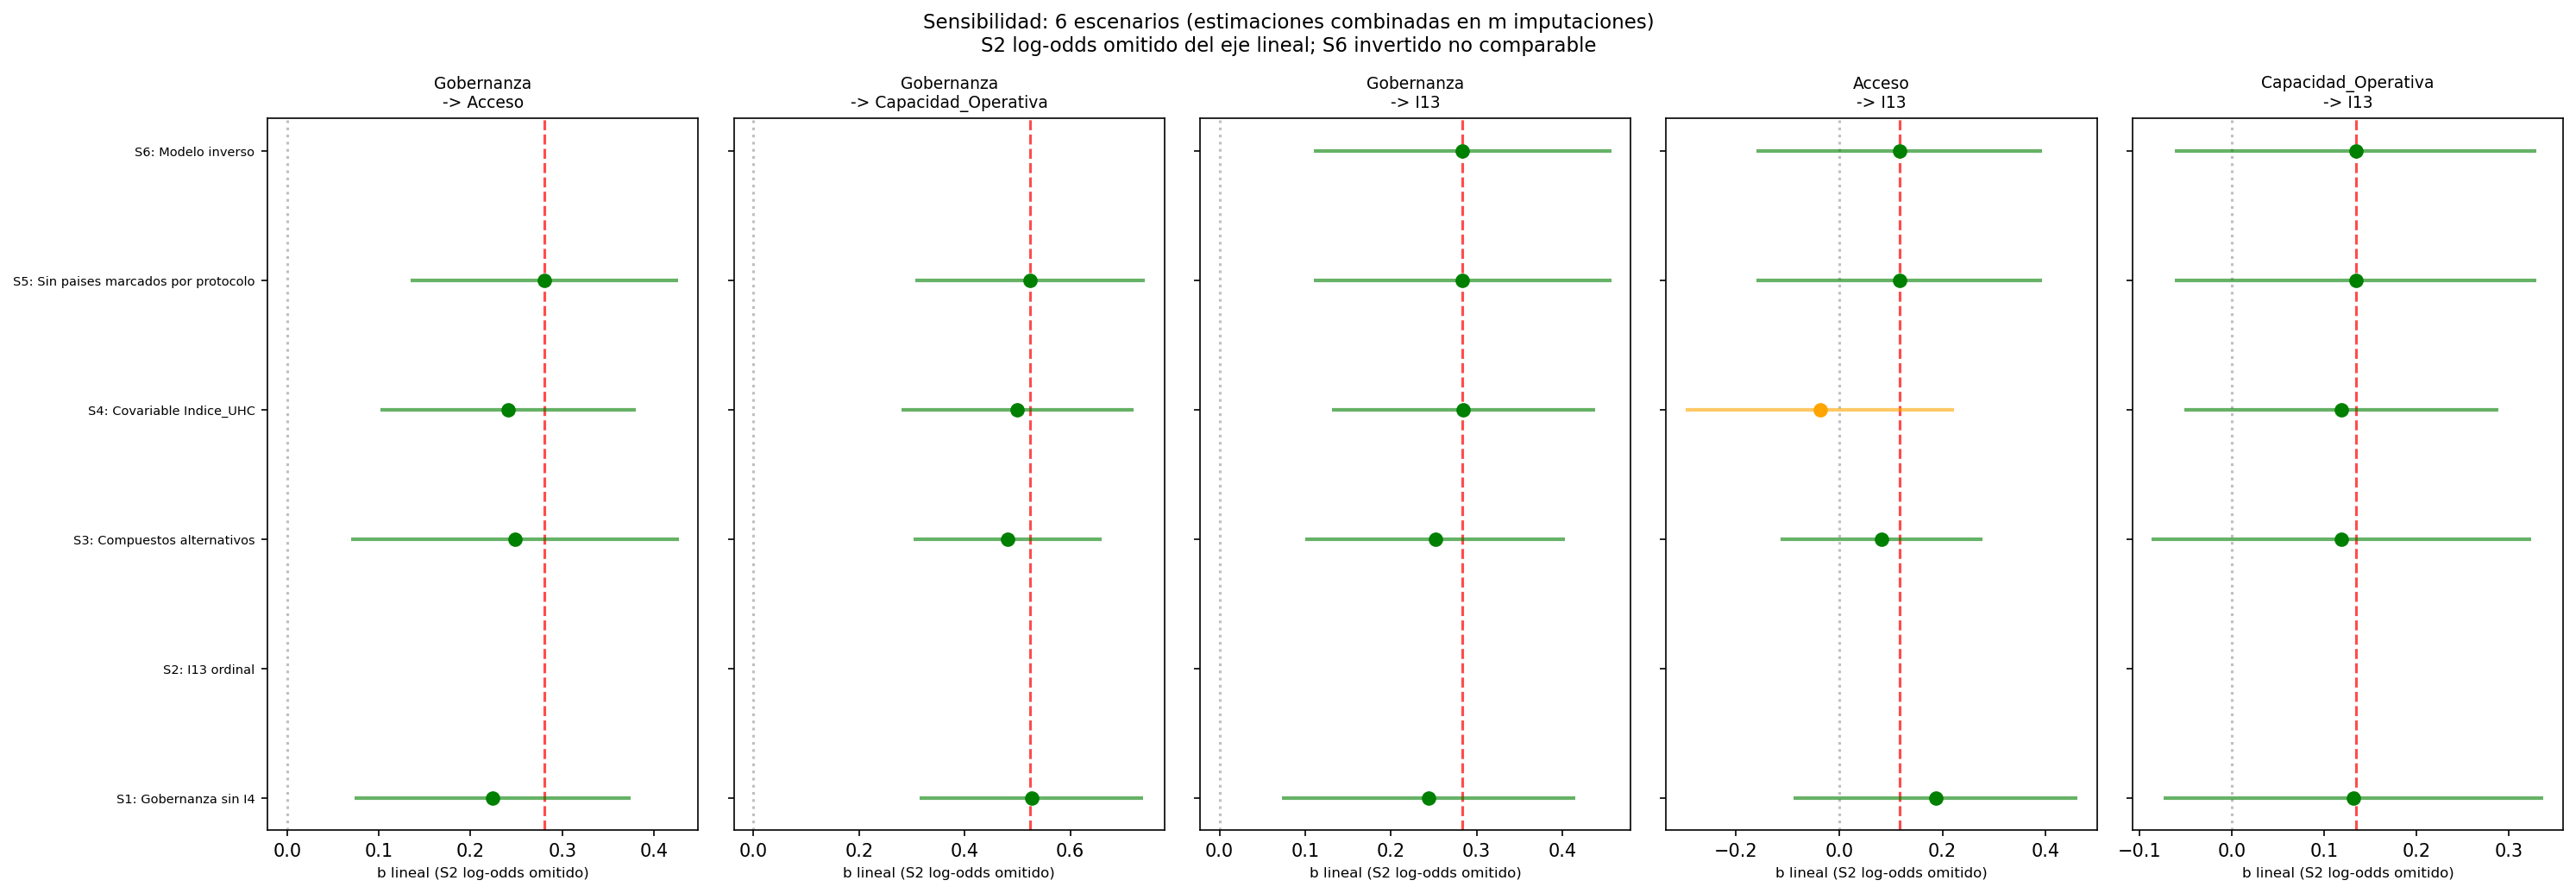 Sensibilidad: 6 escenarios (estimaciones combinadas en m imputaciones)
S2 log-odds omitido del eje lineal; S6 invertido no comparable
Gobernanza
-> Acceso
Gobernanza
-> Capacidad_Operativa
Gobernanza
-> I13
Acceso
-> I13
Capacidad_Operativa
-> I13
S6: Modelo inverso
S5: Sin paises marcados por protocolo
S4: Covariable Indice_UHC
S3: Compuestos alternativos
S2: I13 ordinal
S1: Gobernanza sin I4
0.0 0.1 0.2 0.3 0.4
0.0 0.2 0.4 0.6
0.0 0.1 0.2 0.3 0.4
−0.2 0.0 0.2 0.4
−0.1 0.0 0.1 0.2 0.3
b lineal (S2 log-odds omitido)
b lineal (S2 log-odds omitido)
b lineal (S2 log-odds omitido)
b lineal (S2 log-odds omitido)
b lineal (S2 log-odds omitido)